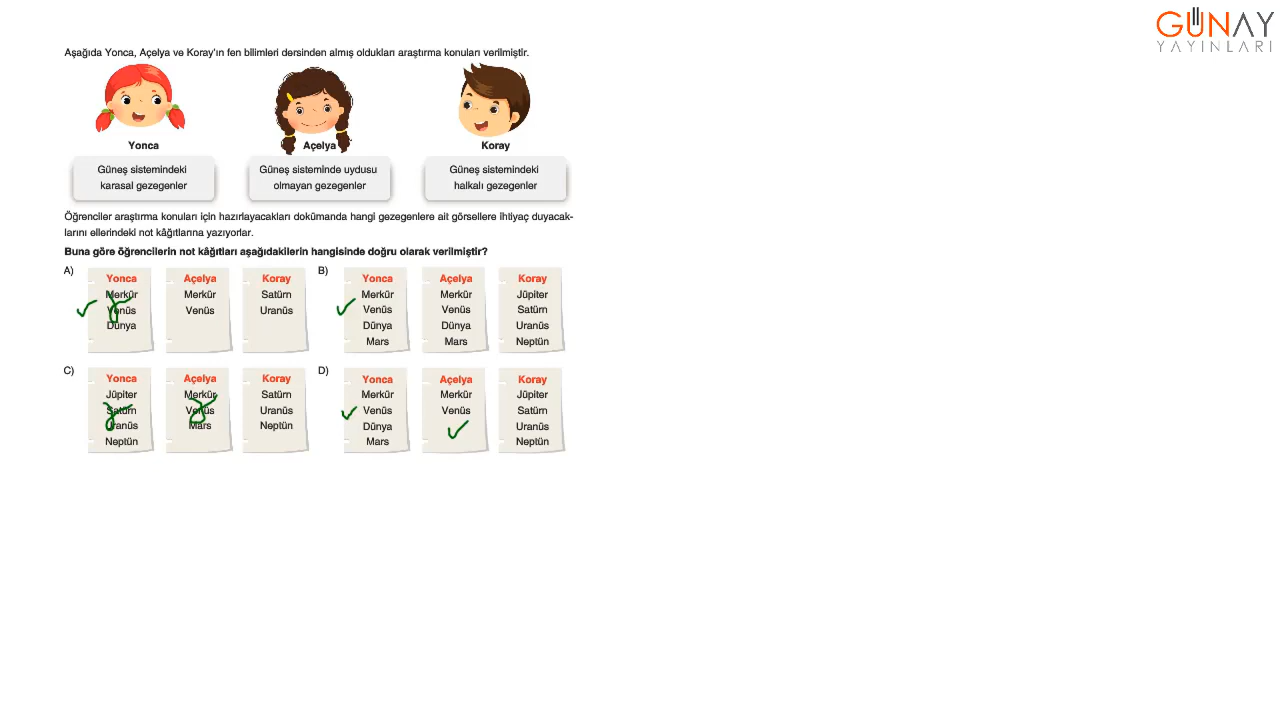 GÜNAY
YAYINLARI
Aşağıda Yonca, Açelya ve Koray'ın fen bilimleri dersinden almış oldukları araştırma konuları verilmiştir.
Yonca
Açelya
Koray
Güneş sistemindeki
karasal gezegenler
Güneş sisteminde uydusu
olmayan gezegenler
Güneş sistemindeki
halkalı gezegenler
Öğrenciler araştırma konuları için hazırlayacakları dokümanda hangi gezegenlere ait görsellere ihtiyaç duyacak-
larını ellerindeki not kâğıtlarına yazıyorlar.
Buna göre öğrencilerin not kâğıtları aşağıdakilerin hangisinde doğru olarak verilmiştir?
A)
Yonca
Merkür
Venüs
Dünya
Açelya
Merkür
Venüs
Koray
Satürn
Uranüs
B)
Yonca
Merkür
Venüs
Dünya
Mars
Açelya
Merkür
Venüs
Dünya
Mars
Koray
Jüpiter
Satürn
Uranüs
Neptün
C)
Yonca
Jüpiter
Satürn
Uranüs
Neptün
Açelya
Merkür
Venüs
Mars
Koray
Satürn
Uranüs
Neptün
D)
Yonca
Merkür
Venüs
Dünya
Mars
Açelya
Merkür
Venüs
Koray
Jüpiter
Satürn
Uranüs
Neptün